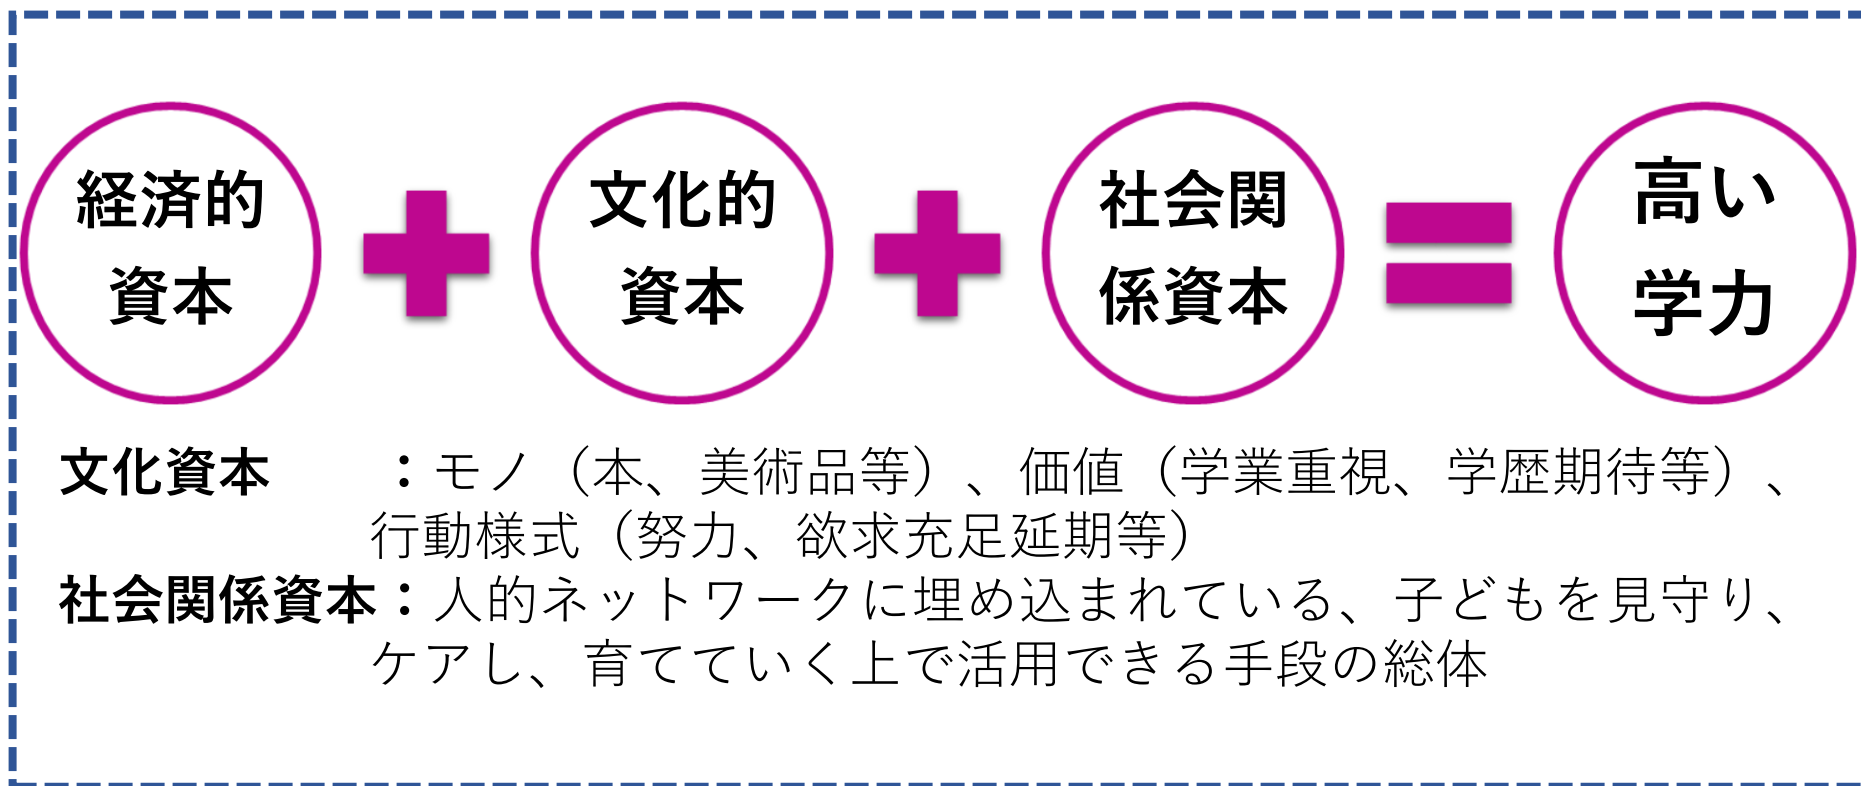 経済的
資本
文化的
資本
社会関
係資本
高い
学力
文化資本　　：モノ（本、美術品等）、価値（学業重視、学歴期待等）、
行動様式（努力、欲求充足延期等）
社会関係資本：人的ネットワークに埋め込まれている、子どもを見守り、
ケアし、育てていく上で活用できる手段の総体